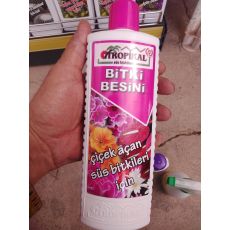 TROPİKAL
BİTKİ
BESİNİ
çiçek açan
süs bitkileri
için